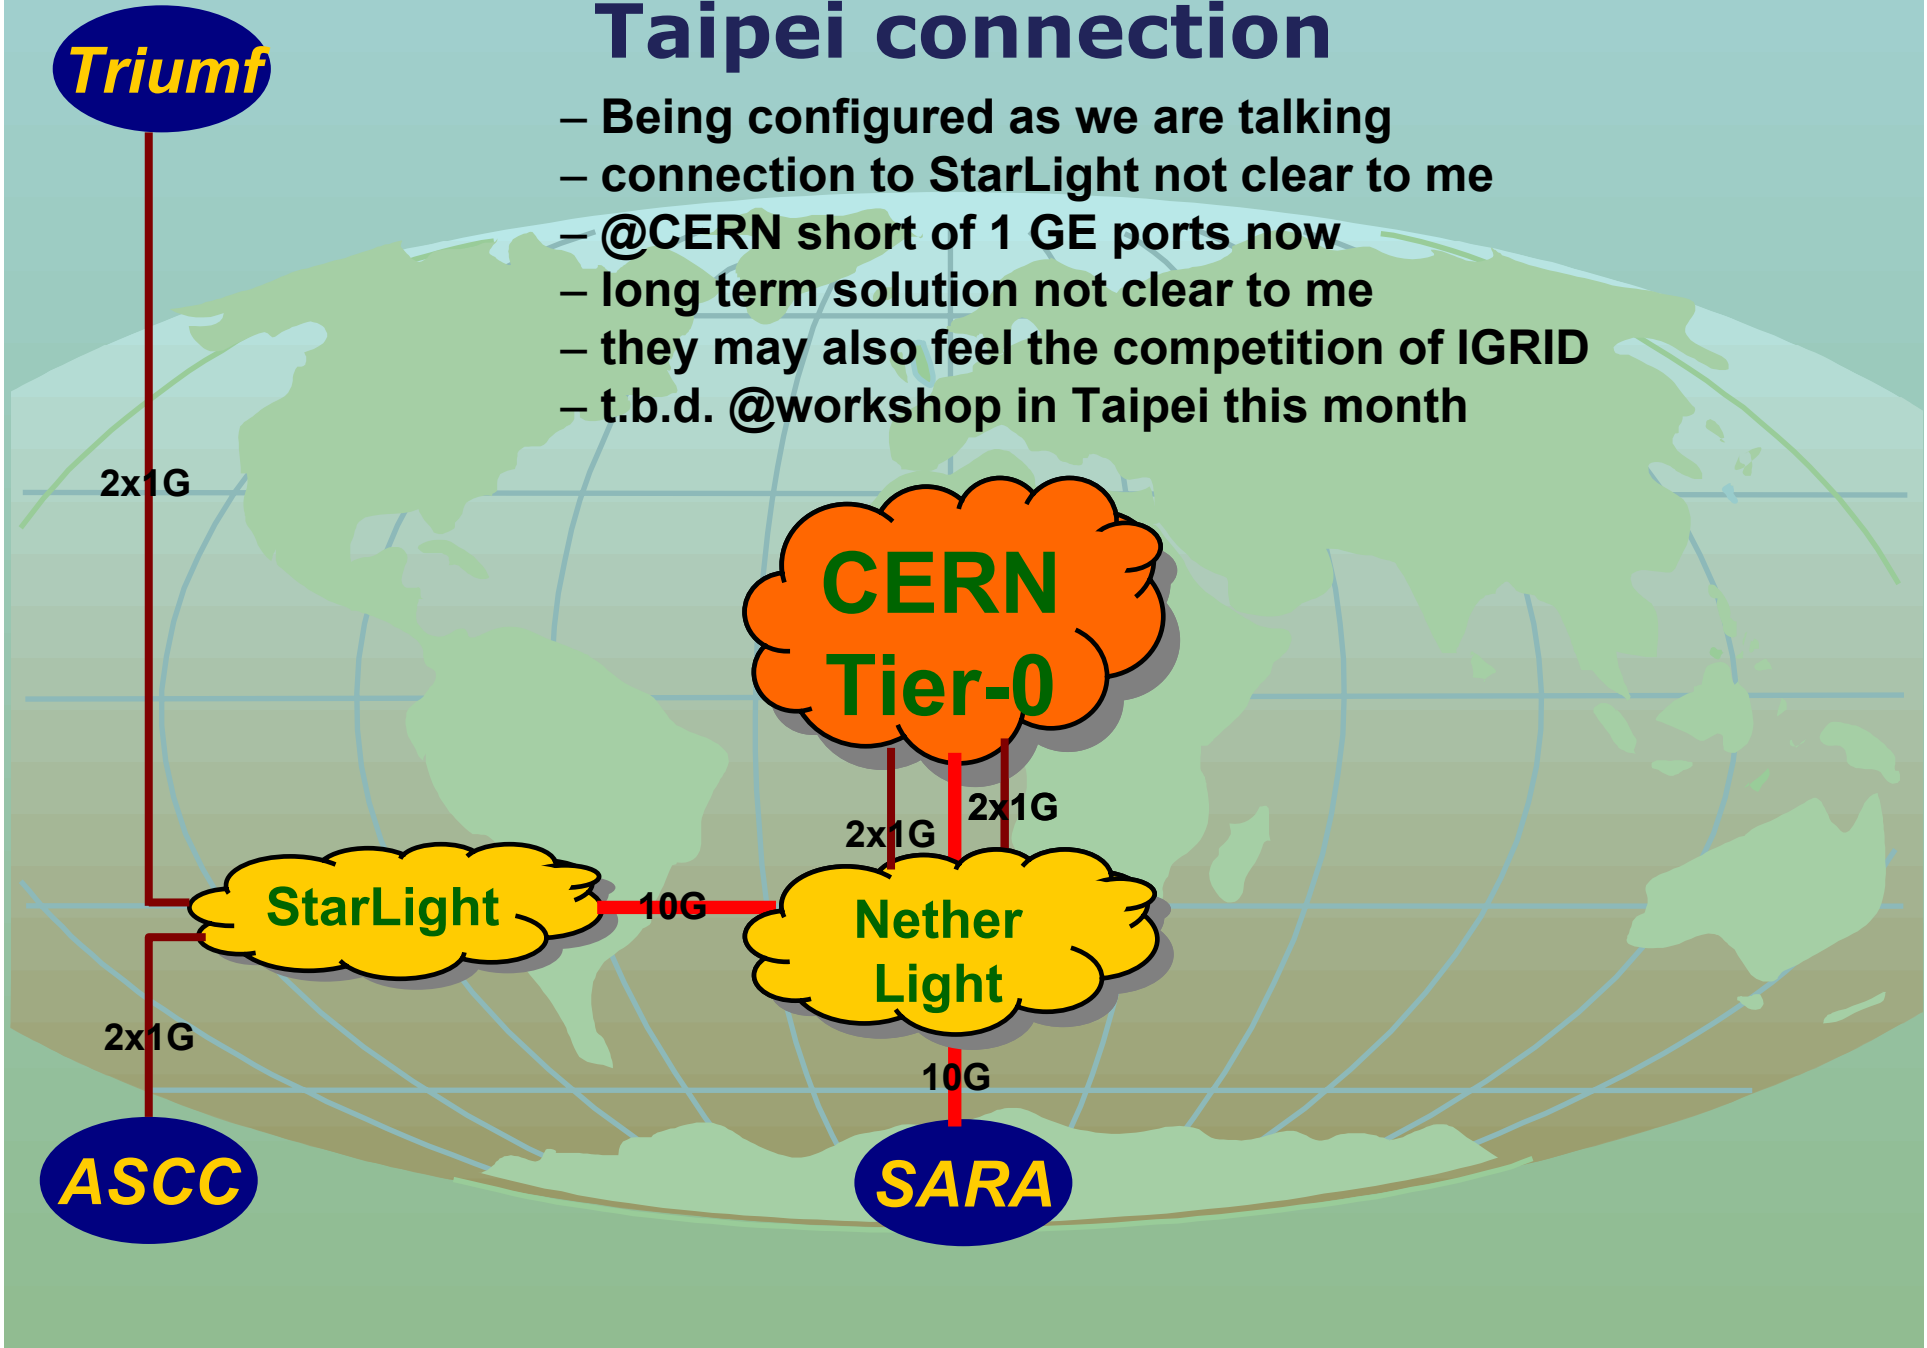 Taipei connection
Triumf
– Being configured as we are talking
– connection to StarLight not clear to me
– @CERN short of 1 GE ports now
– long term solution not clear to me
– they may also feel the competition of IGRID
– t.b.d. @workshop in Taipei this month
2x1G
CERN
Tier-0
2x1G
2x1G
StarLight
10G
Nether
Light
2x1G
10G
ASCC
SARA